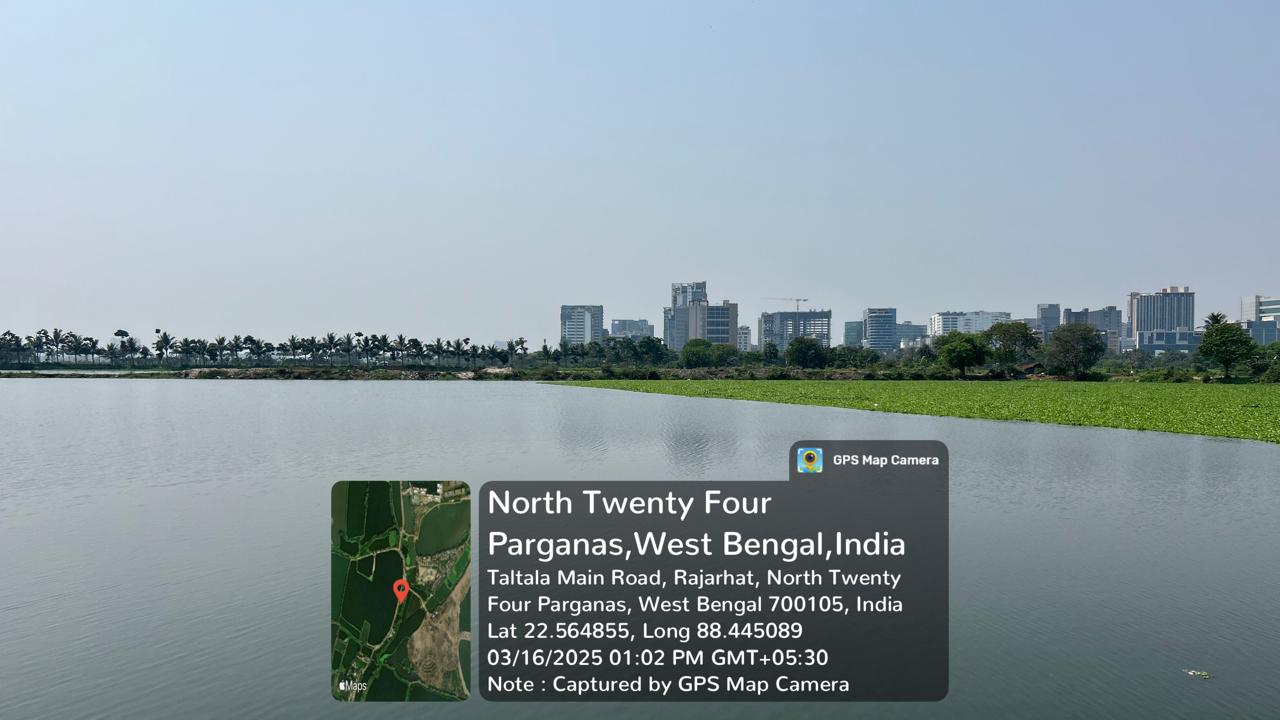 GPS Map Camera
North Twenty Four
Parganas,West Bengal,India
Taltala Main Road, Rajarhat, North Twenty
Four Parganas, West Bengal 700105, India
Lat 22.564855, Long 88.445089
03/16/2025 01:02 PM GMT+05:30
Note : Captured by GPS Map Camera
Maps